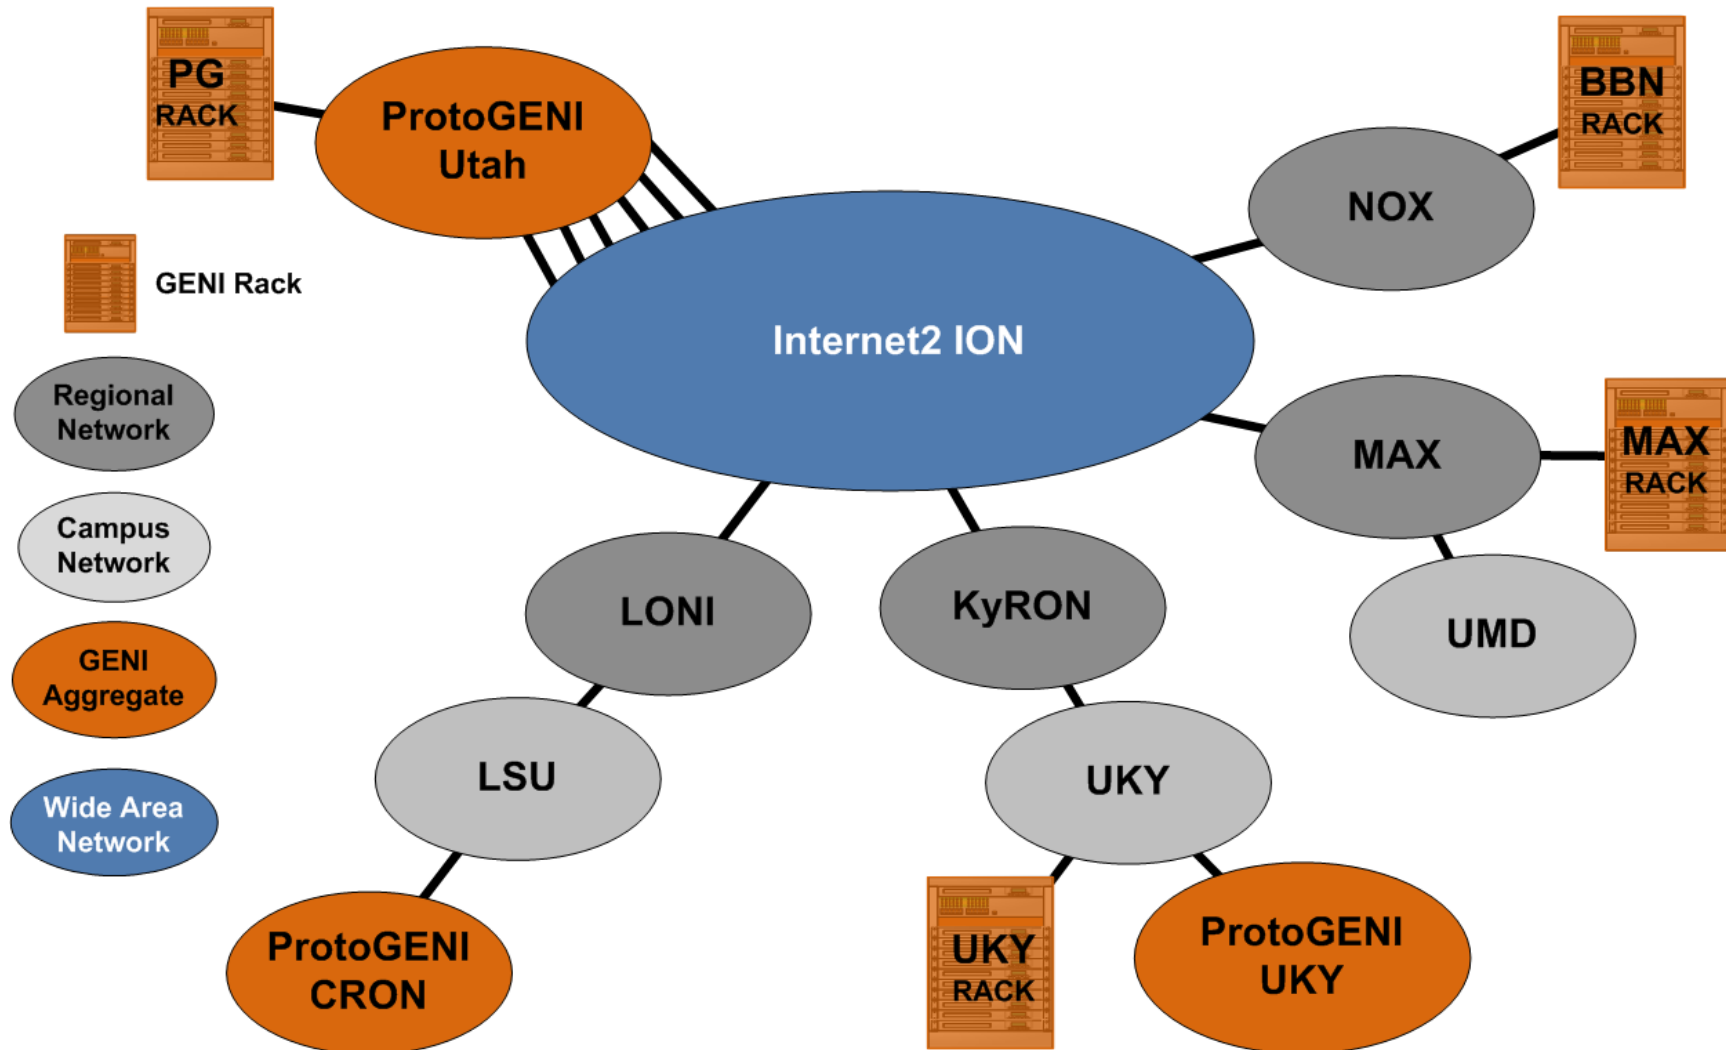 PG
RACK
ProtoGENI
Utah
BBN
RACK
NOX
GENI Rack
Internet2 ION
Regional
Network
MAX
MAX
RACK
Campus
Network
LONI
KyRON
UMD
GENI
Aggregate
LSU
UKY
Wide Area
Network
ProtoGENI
CRON
UKY
RACK
ProtoGENI
UKY